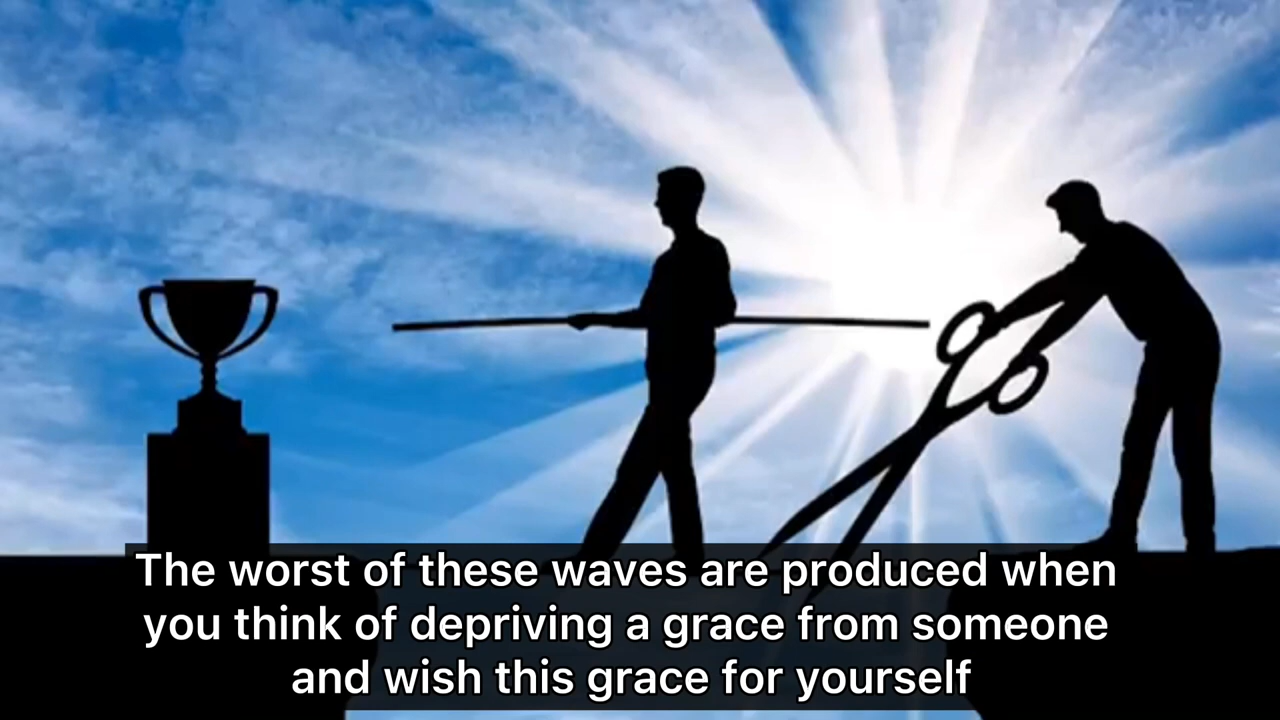 The worst of these waves are produced when
you think of depriving a grace from someone
and wish this grace for yourself